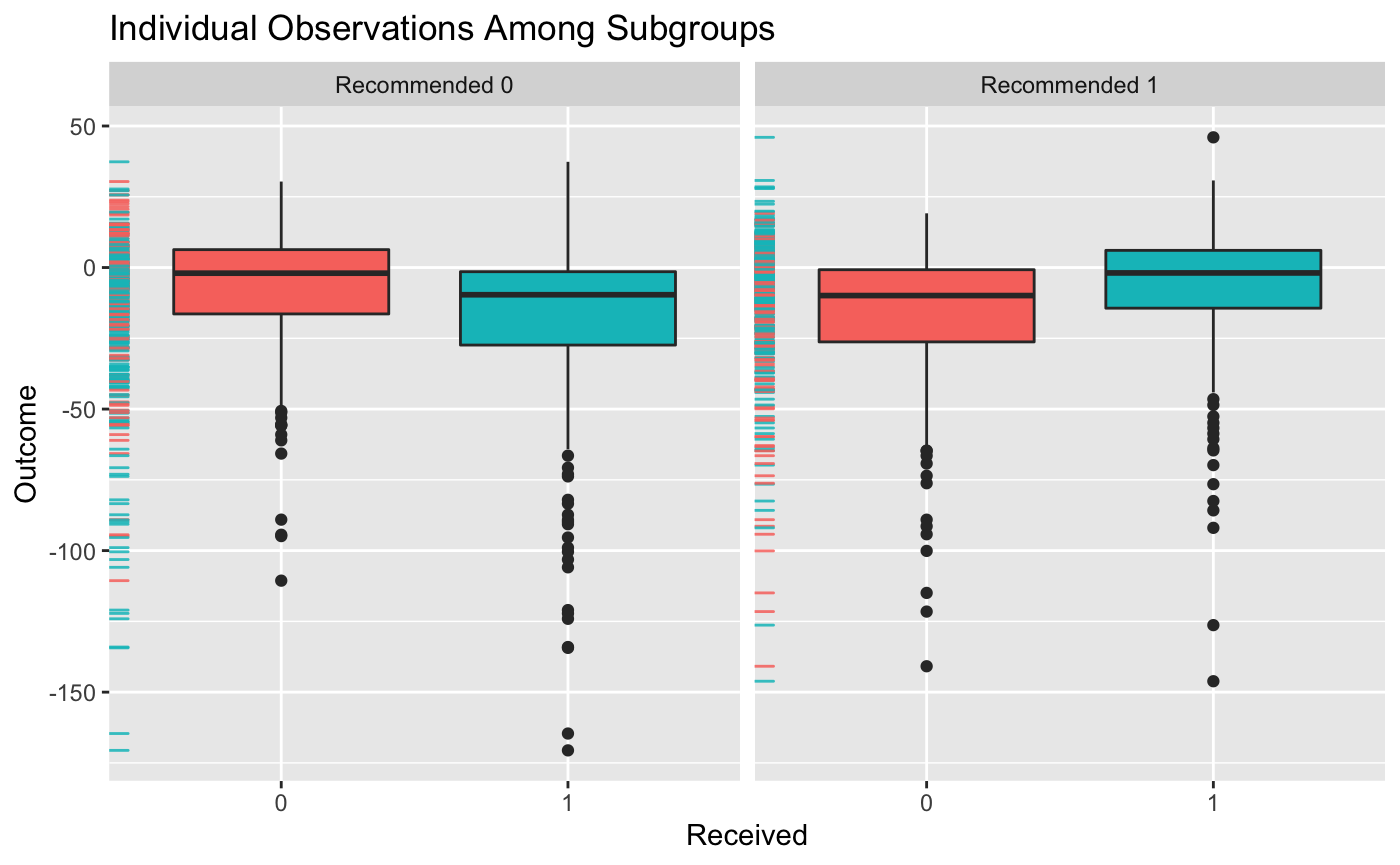 Individual Observations Among Subgroups
Recommended 0
Recommended 1
50
0
-50
-100
-150
Outcome
0
1
0
1
Received